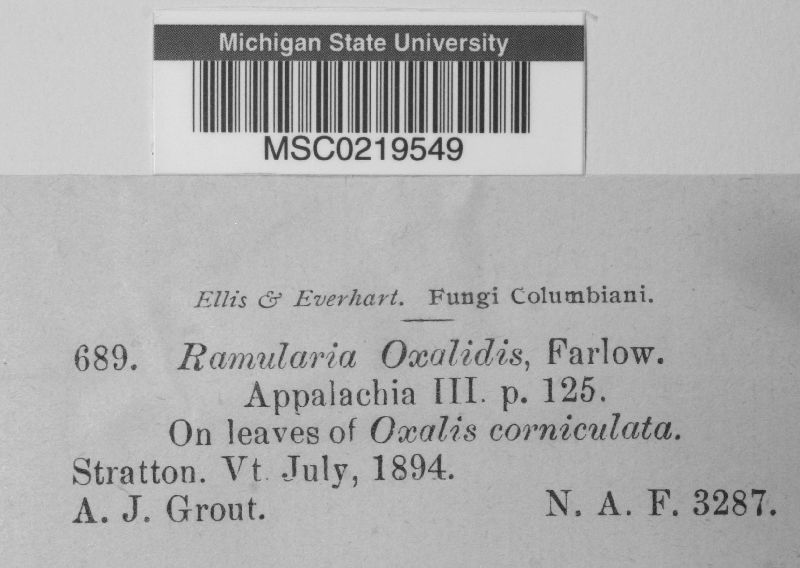 Michigan State University
MSC0219549
Ellis & Everhart. Fungi Columbiani.
689. Ramularia Oxalidis, Farlow.
Appalachia III. p. 125.
On leaves of Oxalis corniculata.
Stratton. Vt. July, 1894.
A. J. Grout. N. A. F. 3287.